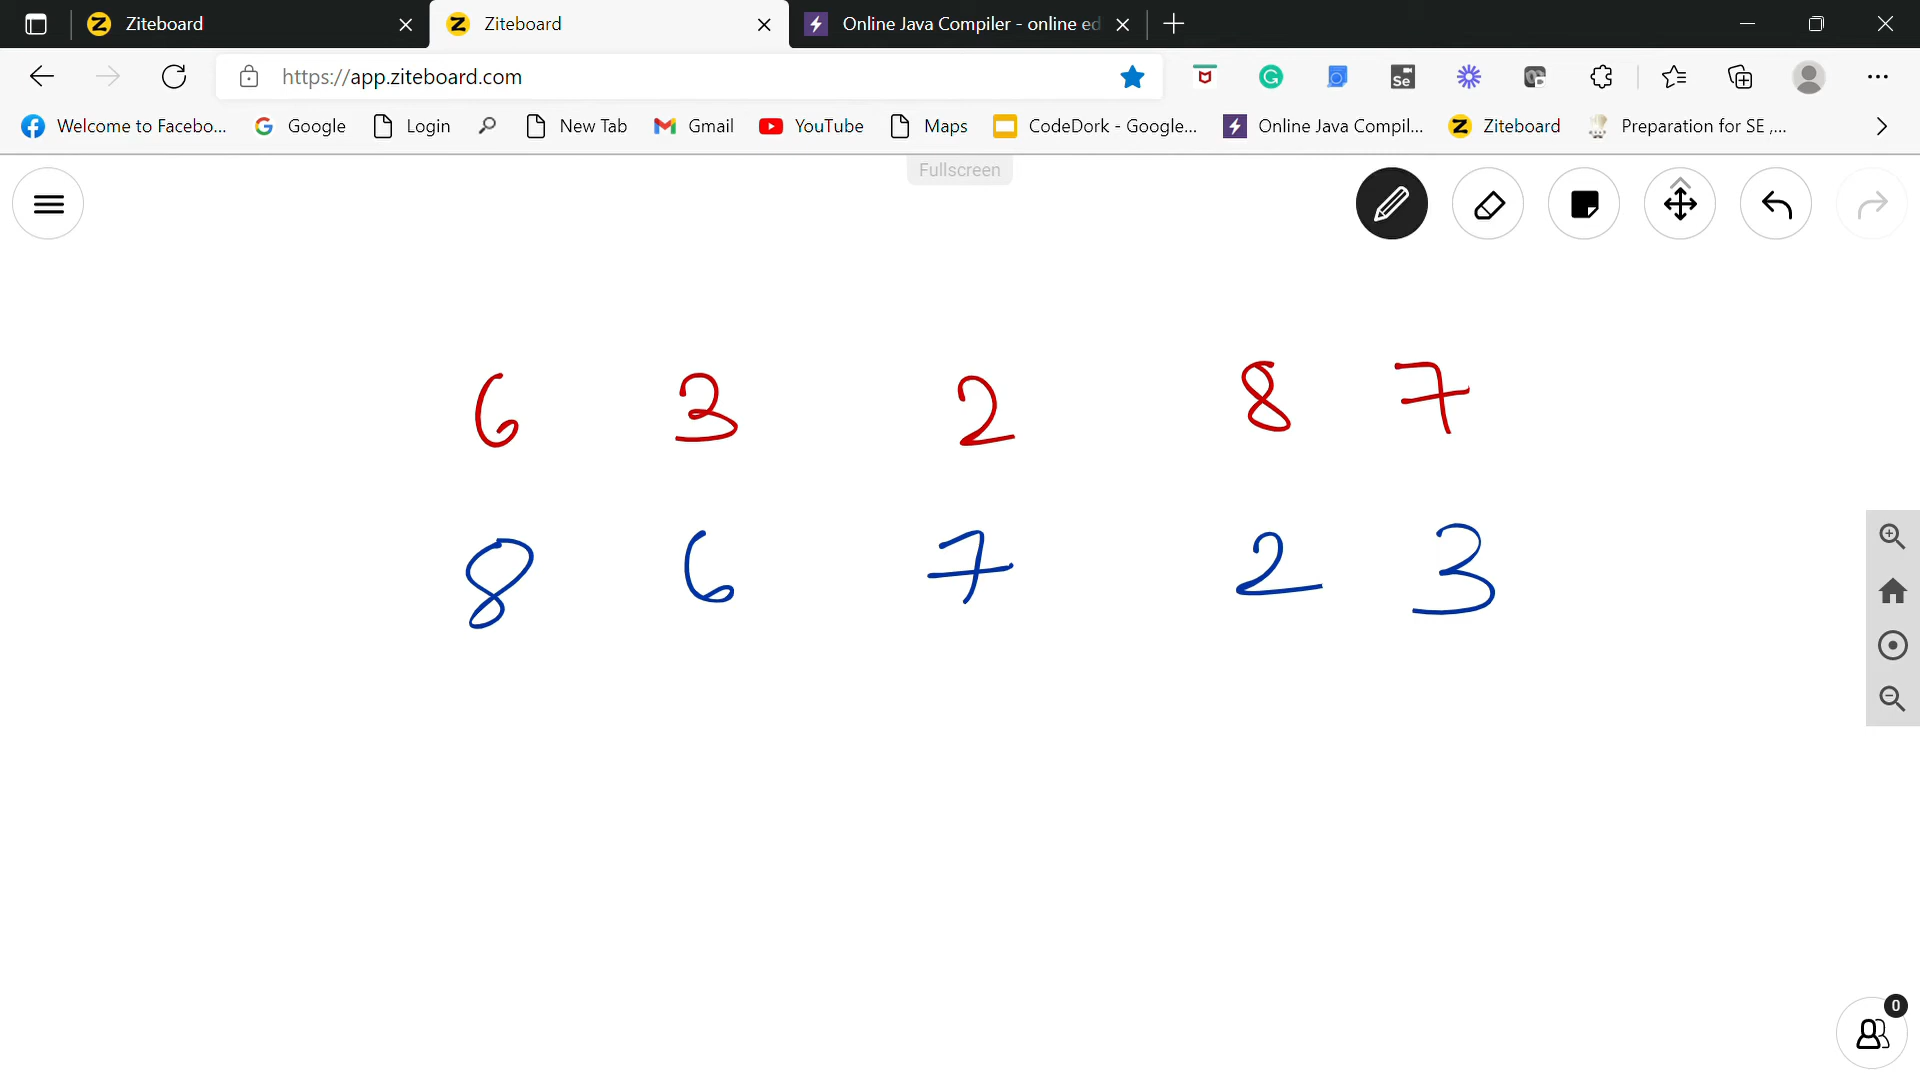 Ziteboard Ziteboard Online Java Compiler - online ed
https://app.ziteboard.com
Welcome to Facebo... Google Login New Tab Gmail YouTube Maps CodeDork - Google... Online Java Compil... Ziteboard Preparation for SE ,...
Fullscreen
6 3 2 8 7
8 6 7 2 3
0